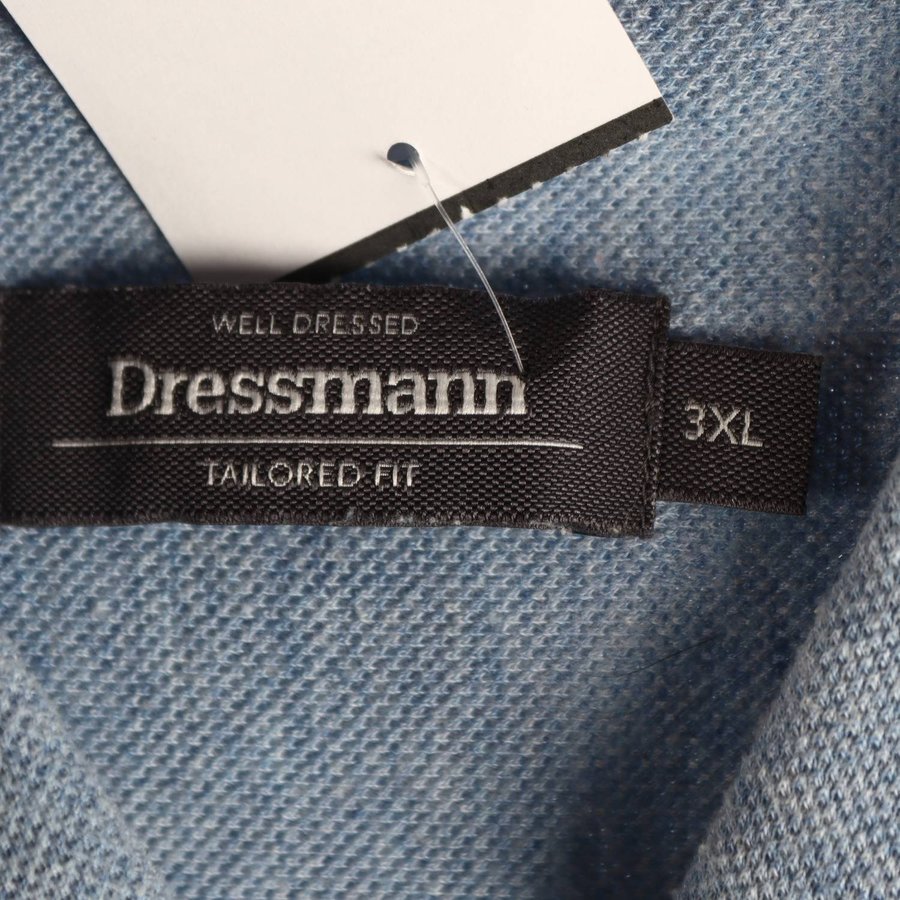 WELL DRESSED
Dressmann
TAILORED FIT
3XL